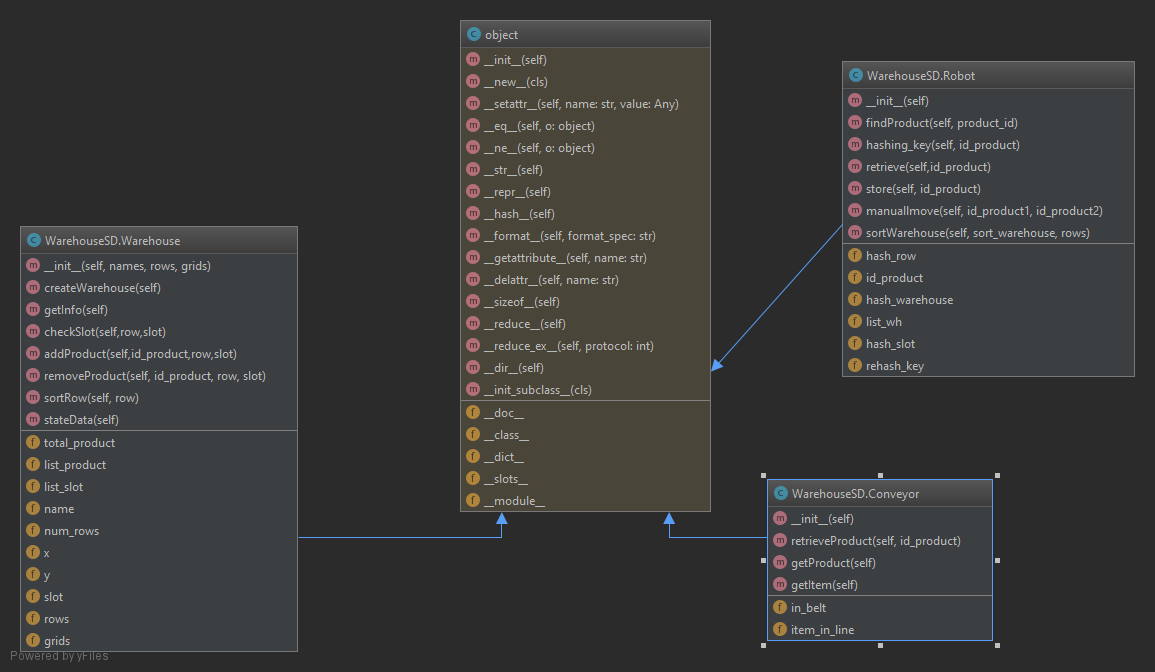 object
__init__(self)
__new__(cls)
__setattr__(self, name: str, value: Any)
__eq__(self, o: object)
__ne__(self, o: object)
__str__(self)
__repr__(self)
__hash__(self)
__format__(self, format_spec: str)
__getattribute__(self, name: str)
__delattr__(self, name: str)
__sizeof__(self)
__reduce__(self)
__reduce_ex__(self, protocol: int)
__dir__(self)
__init_subclass__(cls)
__doc__
__class__
__dict__
__slots__
__module__
WarehouseSD.Robot
__init__(self)
findProduct(self, product_id)
hashing_key(self, id_product)
retrieve(self,id_product)
store(self, id_product)
manuallmove(self, id_product1, id_product2)
sortWarehouse(self, sort_warehouse, rows)
hash_row
id_product
hash_warehouse
list_wh
hash_slot
rehash_key
WarehouseSD.Warehouse
__init__(self, names, rows, grids)
createWarehouse(self)
getInfo(self)
checkSlot(self,row,slot)
addProduct(self,id_product,row,slot)
removeProduct(self, id_product, row, slot)
sortRow(self, row)
stateData(self)
total_product
list_product
list_slot
name
num_rows
x
y
slot
rows
grids
WarehouseSD.Conveyor
__init__(self)
retrieveProduct(self, id_product)
getProduct(self)
getItem(self)
in_belt
item_in_line
Powered by yFiles